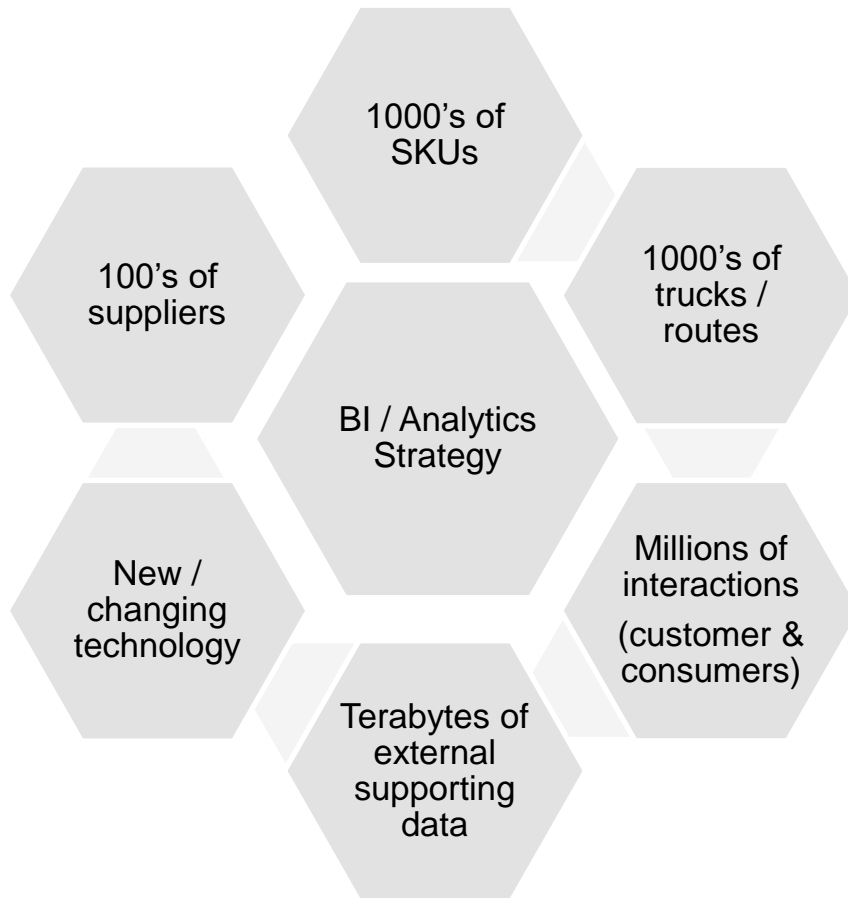 1000’s of
SKUs
100’s of
suppliers
1000’s of
trucks /
routes
BI / Analytics
Strategy
New /
changing
technology
Millions of
interactions
(customer &
consumers)
Terabytes of
external
supporting
data